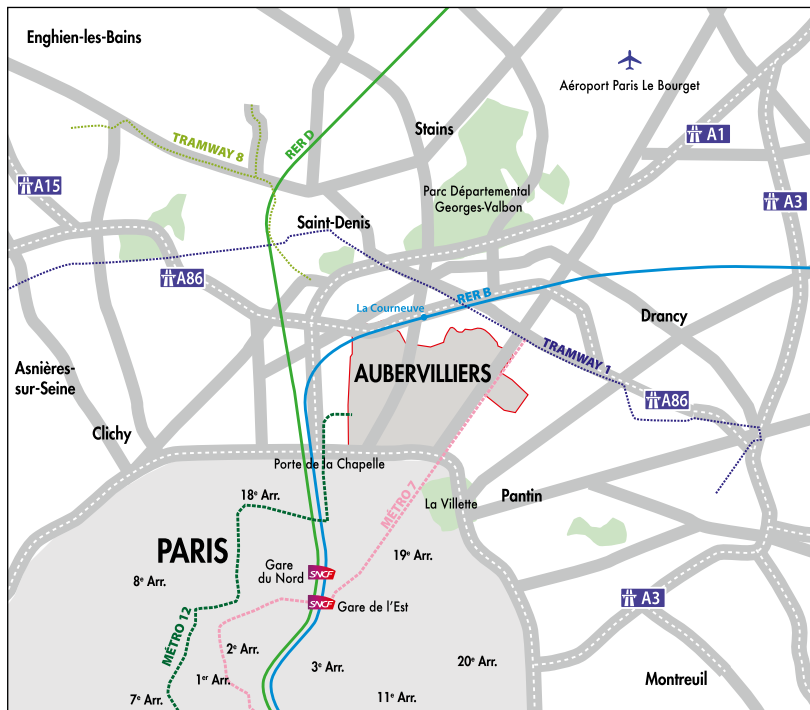 Enghien-les-Bains
Aéroport Paris Le Bourget
Stains
A1
TRAMWAY 8
RER D
A15
Parc Départemental
Georges-Valbon
A3
Saint-Denis
A86
RER B
La Courneuve
Drancy
TRAMWAY 1
Asnières-
sur-Seine
AUBERVILLIERS
A86
Clichy
Porte de la Chapelle
18e Arr.
MÉTRO 7
La Villette
Pantin
PARIS
19e Arr.
Gare
du Nord
SNCF
8e Arr.
SNCF
Gare de l'Est
A3
MÉTRO 12
2e Arr.
3e Arr.
20e Arr.
1er Arr.
Montreuil
7e Arr.
11e Arr.